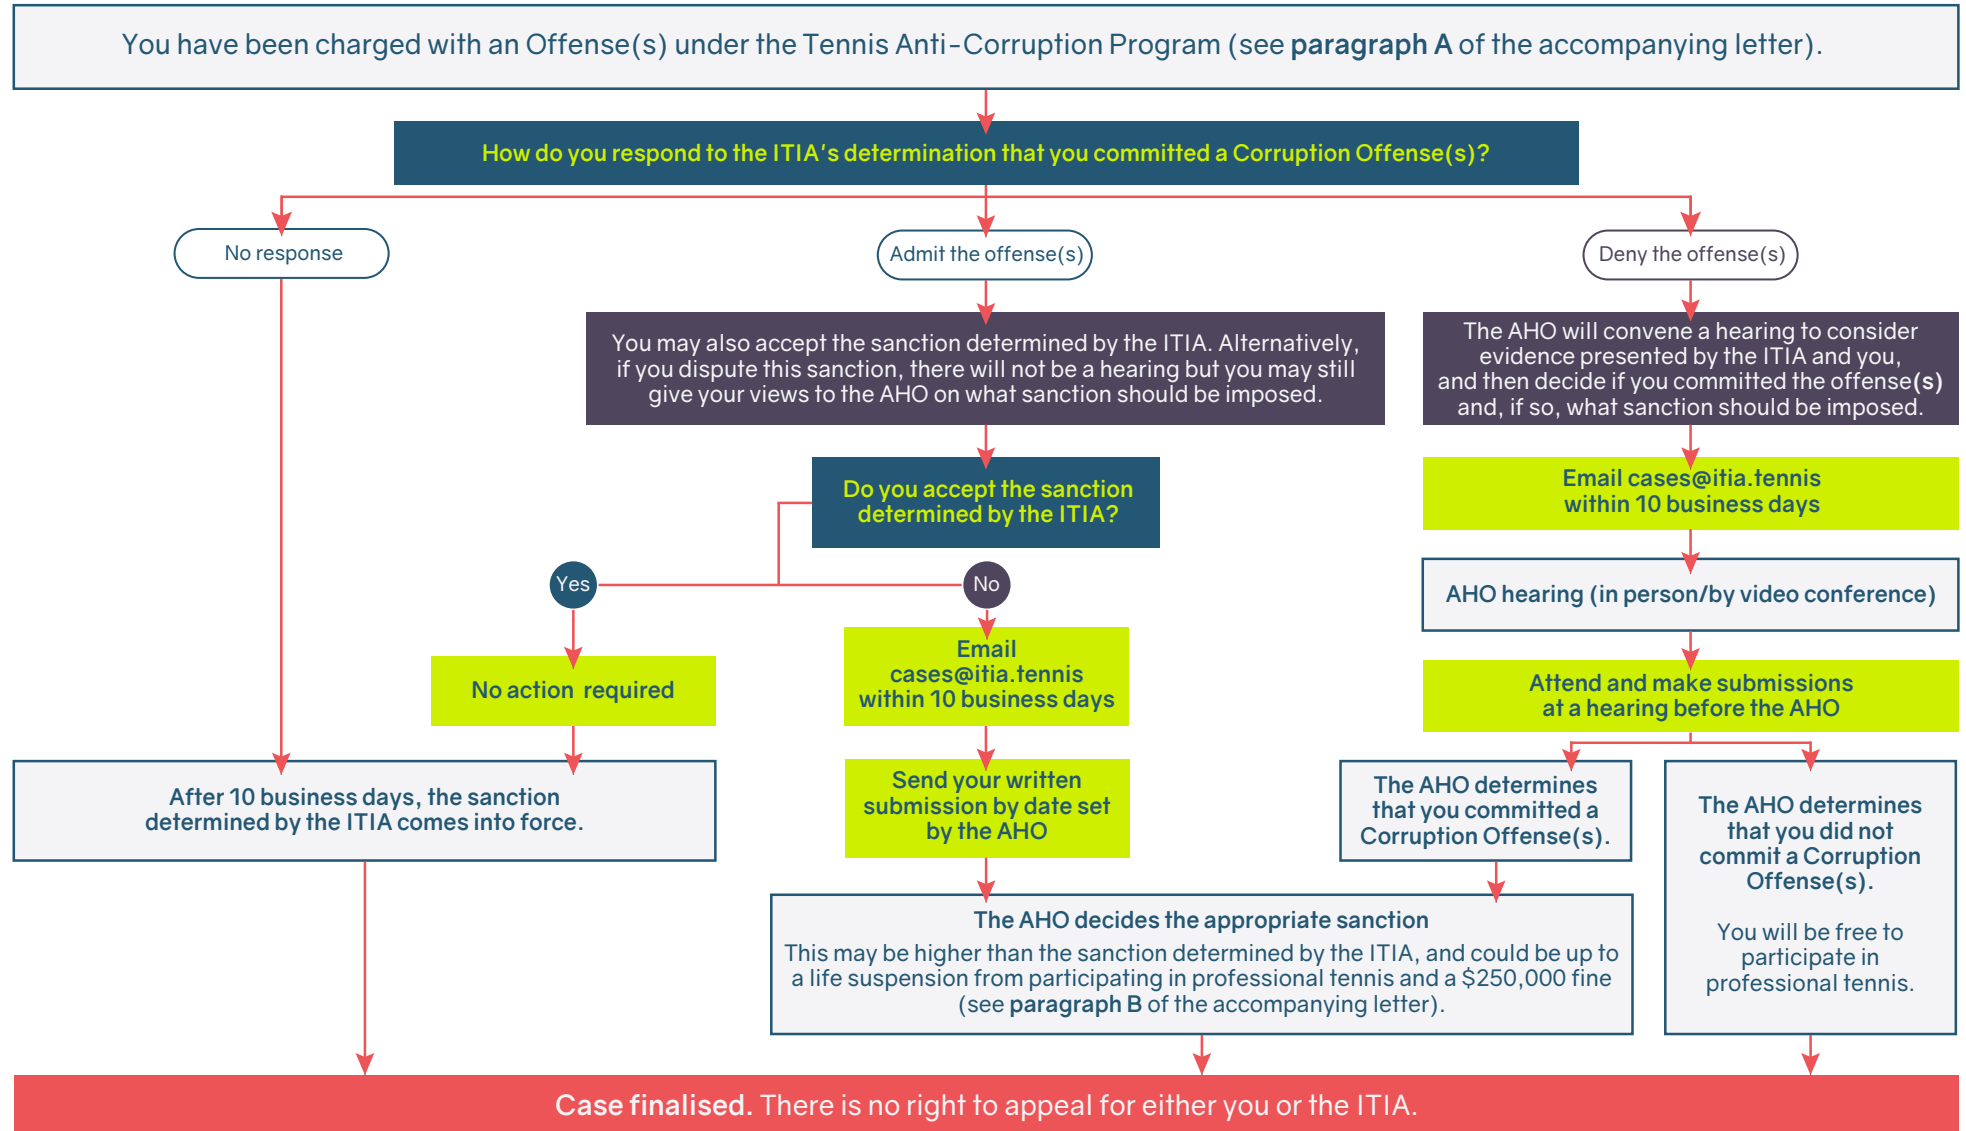 You have been charged with an Offense(s) under the Tennis Anti-Corruption Program (see paragraph A of the accompanying letter).
How do you respond to the ITIA's determination that you committed a Corruption Offense(s)?
No response
Admit the offense(s)
Deny the offense(s)
You may also accept the sanction determined by the ITIA. Alternatively,
if you dispute this sanction, there will not be a hearing but you may still
give your views to the AHO on what sanction should be imposed.
The AHO will convene a hearing to consider
evidence presented by the ITIA and you,
and then decide if you committed the offense(s)
and, if so, what sanction should be imposed.
Do you accept the sanction
determined by the ITIA?
Email cases@itia.tennis
within 10 business days
Yes
No
AHO hearing (in person/by video conference)
No action required
Email
cases@itia.tennis
within 10 business days
Attend and make submissions
at a hearing before the AHO
After 10 business days, the sanction
determined by the ITIA comes into force.
Send your written
submission by date set
by the AHO
The AHO determines
that you committed a
Corruption Offense(s).
The AHO determines
that you did not
commit a Corruption
Offense(s).
You will be free to
participate in
professional tennis.
The AHO decides the appropriate sanction
This may be higher than the sanction determined by the ITIA, and could be up to
a life suspension from participating in professional tennis and a $250,000 fine
(see paragraph B of the accompanying letter).
Case finalised. There is no right to appeal for either you or the ITIA.